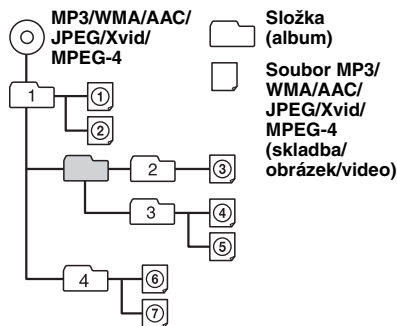 MP3/WMA/AAC/
JPEG/Xvid/
MPEG-4
Složka
(album)
Soubor MP3/
WMA/AAC/
JPEG/Xvid/
MPEG-4
(skladba/
obrázek/video)
1
①
②
2
③
3
④
⑤
4
⑥
⑦